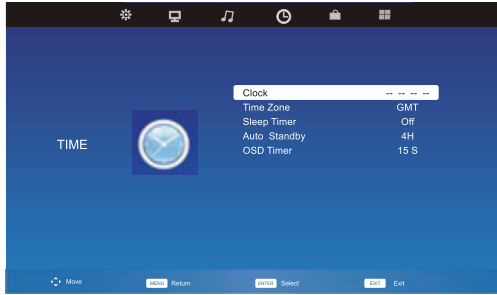 Clock -- -- -- --
Time Zone GMT
Sleep Timer Off
Auto Standby 4H
TIME
OSD Timer 15 S
Move MENU Return ENTER Select EXIT Exit